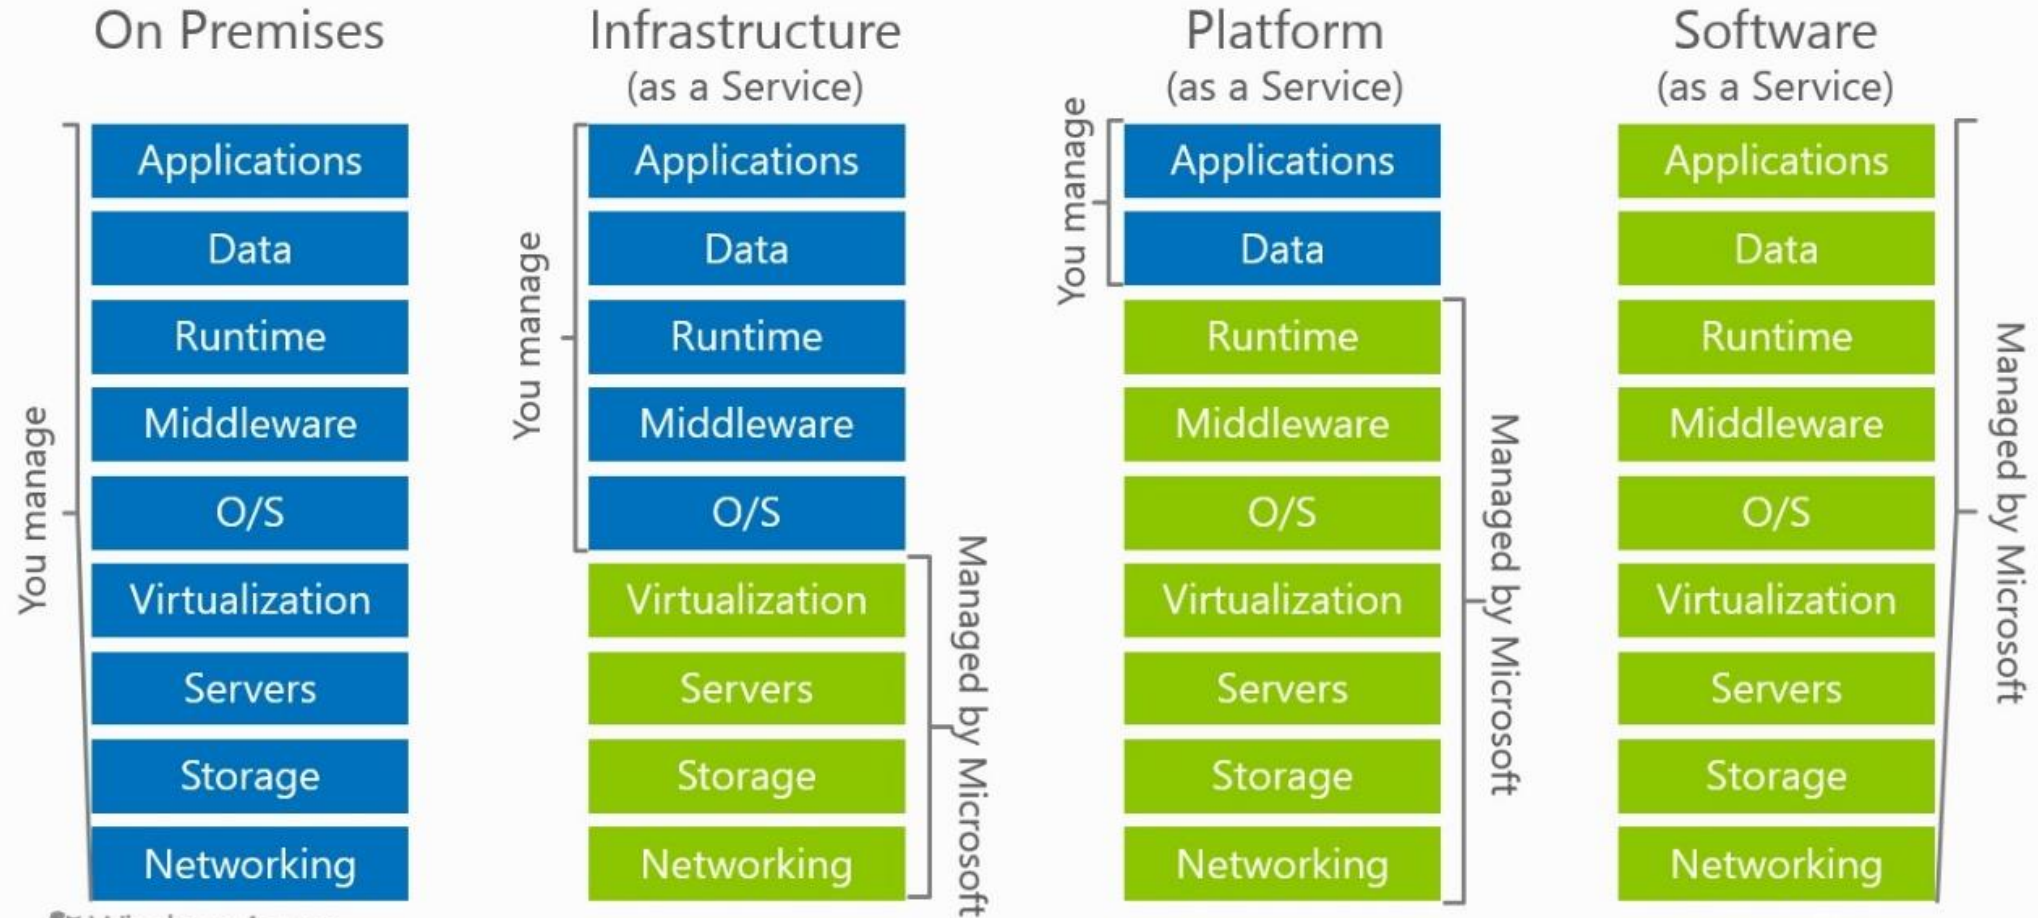 On Premises
You manage
Applications
Data
Runtime
Middleware
O/S
Virtualization
Servers
Storage
Networking
Infrastructure
(as a Service)
You manage
Applications
Data
Runtime
Middleware
O/S
Virtualization
Servers
Storage
Networking
Managed by Microsoft
Platform
(as a Service)
You manage
Applications
Data
Runtime
Middleware
O/S
Virtualization
Servers
Storage
Networking
Managed by Microsoft
Software
(as a Service)
Applications
Data
Runtime
Middleware
O/S
Virtualization
Servers
Storage
Networking
Managed by Microsoft